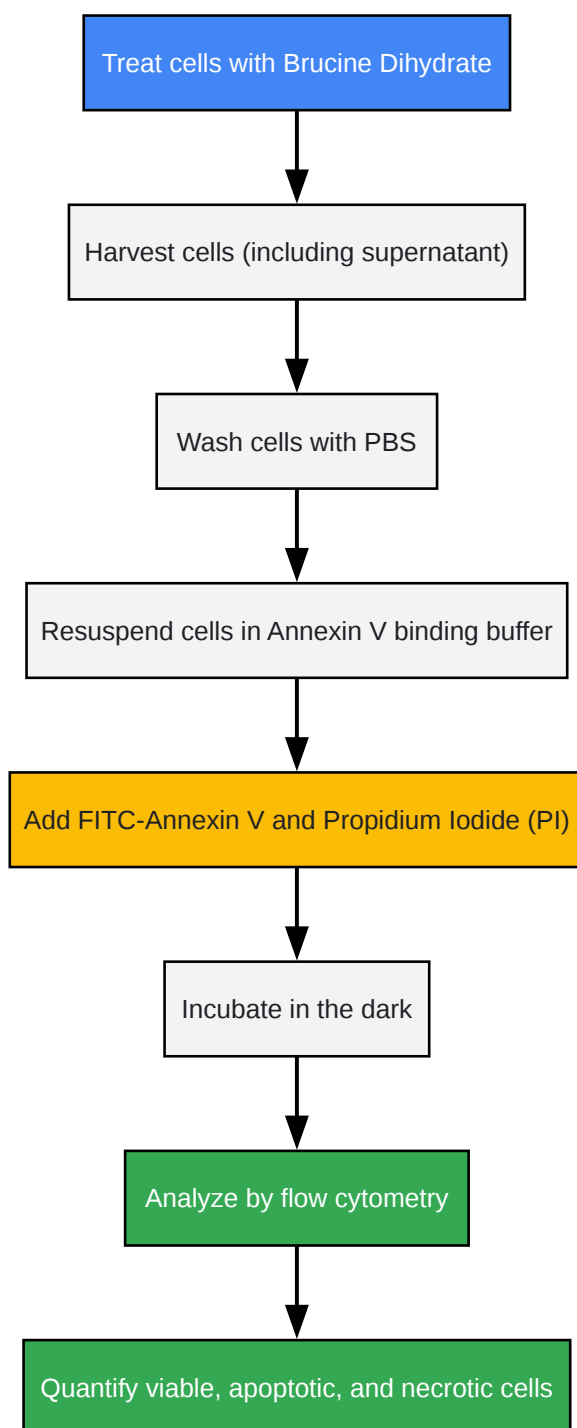 Treat cells with Brucine Dihydrate
Harvest cells (including supernatant)
Wash cells with PBS
Resuspend cells in Annexin V binding buffer
Add FITC-Annexin V and Propidium Iodide (PI)
Incubate in the dark
Analyze by flow cytometry
Quantify viable, apoptotic, and necrotic cells